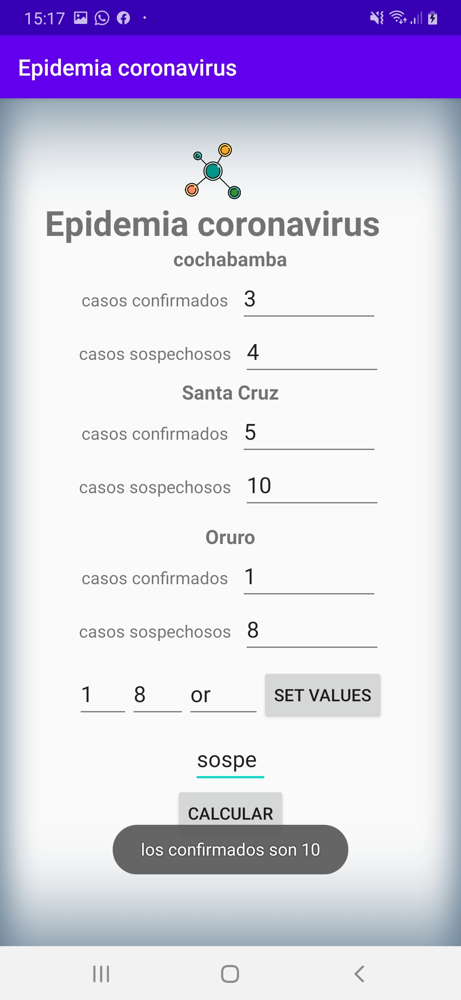 15:17
Epidemia coronavirus
Epidemia coronavirus
cochabamba
casos confirmados 3
casos sospechosos 4
Santa Cruz
casos confirmados 5
casos sospechosos 10
Oruro
casos confirmados 1
casos sospechosos 8
1 8 or SET VALUES
sospe
CALCULAR
los confirmados son 10